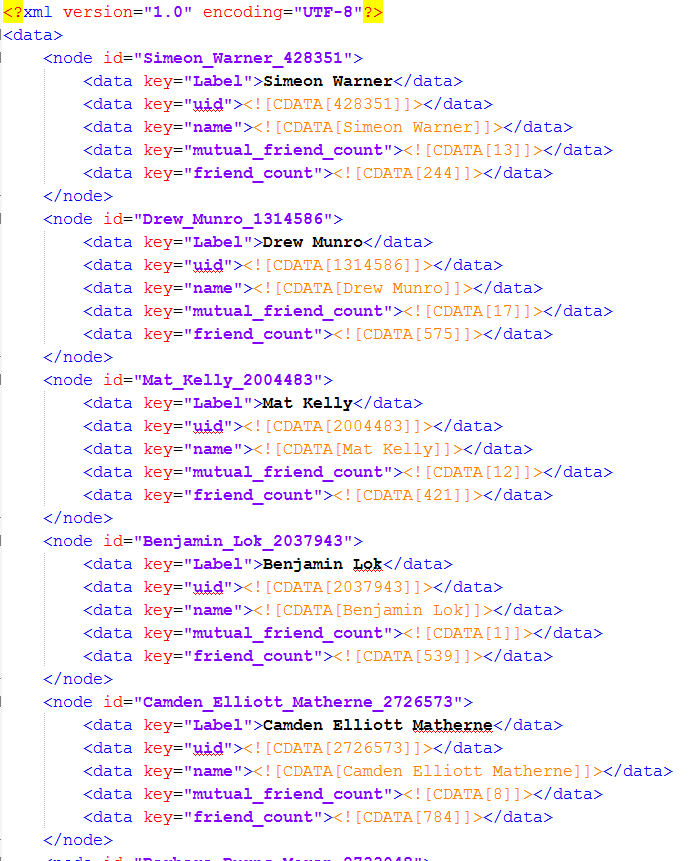 <?xml version="1.0" encoding="UTF-8"?>
<data>
<node id="Simeon_Warner_428351">
<data key="Label">Simeon Warner</data>
<data key="uid"><![CDATA[428351]]></data>
<data key="name"><![CDATA[Simeon Warner]]></data>
<data key="mutual_friend_count"><![CDATA[13]]></data>
<data key="friend_count"><![CDATA[244]]></data>
</node>
<node id="Drew_Munro_1314586">
<data key="Label">Drew Munro</data>
<data key="uid"><![CDATA[1314586]]></data>
<data key="name"><![CDATA[Drew Munro]]></data>
<data key="mutual_friend_count"><![CDATA[17]]></data>
<data key="friend_count"><![CDATA[575]]></data>
</node>
<node id="Mat_Kelly_2004483">
<data key="Label">Mat Kelly</data>
<data key="uid"><![CDATA[2004483]]></data>
<data key="name"><![CDATA[Mat Kelly]]></data>
<data key="mutual_friend_count"><![CDATA[12]]></data>
<data key="friend_count"><![CDATA[421]]></data>
</node>
<node id="Benjamin_Lok_2037943">
<data key="Label">Benjamin Lok</data>
<data key="uid"><![CDATA[2037943]]></data>
<data key="name"><![CDATA[Benjamin Lok]]></data>
<data key="mutual_friend_count"><![CDATA[1]]></data>
<data key="friend_count"><![CDATA[539]]></data>
</node>
<node id="Camden_Elliott_Matherne_2726573">
<data key="Label">Camden Elliott Matherne</data>
<data key="uid"><![CDATA[2726573]]></data>
<data key="name"><![CDATA[Camden Elliott Matherne]]></data>
<data key="mutual_friend_count"><![CDATA[8]]></data>
<data key="friend_count"><![CDATA[784]]></data>
</node>